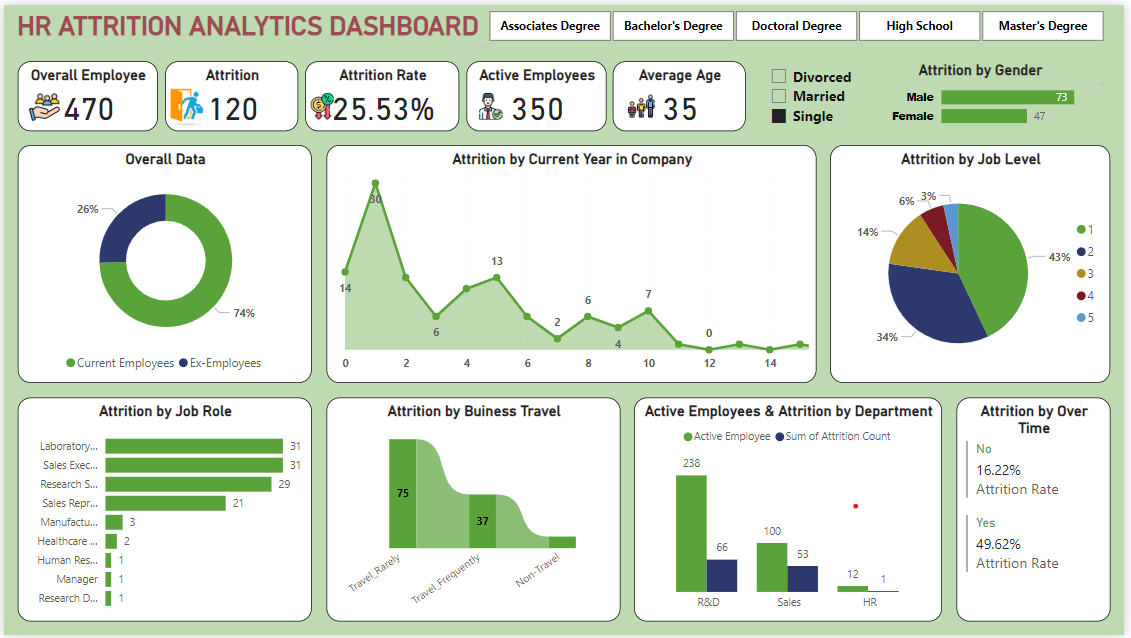 HR ATTRITION ANALYTICS DASHBOARD
Associates Degree
Bachelor's Degree
Doctoral Degree
High School
Master's Degree
Overall Employee
470
Attrition
120
Attrition Rate
25.53%
Active Employees
350
Average Age
35
Divorced
Married
Single
Attrition by Gender
Male 73
Female 47
Overall Data
26%
74%
Current Employees Ex-Employees
Attrition by Current Year in Company
30
14
6
13
2
6
4
7
0
0 2 4 6 8 10 12 14
Attrition by Job Level
3%
6%
14%
43%
34%
1
2
3
4
5
Attrition by Job Role
Laboratory... 31
Sales Exec... 31
Research S... 29
Sales Repr... 21
Manufactu... 3
Healthcare ... 2
Human Res... 1
Manager 1
Research D... 1
Attrition by Buiness Travel
75
37
Travel_Rarely
Travel_Frequently
Non-Travel
Active Employees & Attrition by Department
Active Employee Sum of Attrition Count
238
66
100
53
12
1
R&D Sales HR
Attrition by Over
Time
No
16.22%
Attrition Rate
Yes
49.62%
Attrition Rate